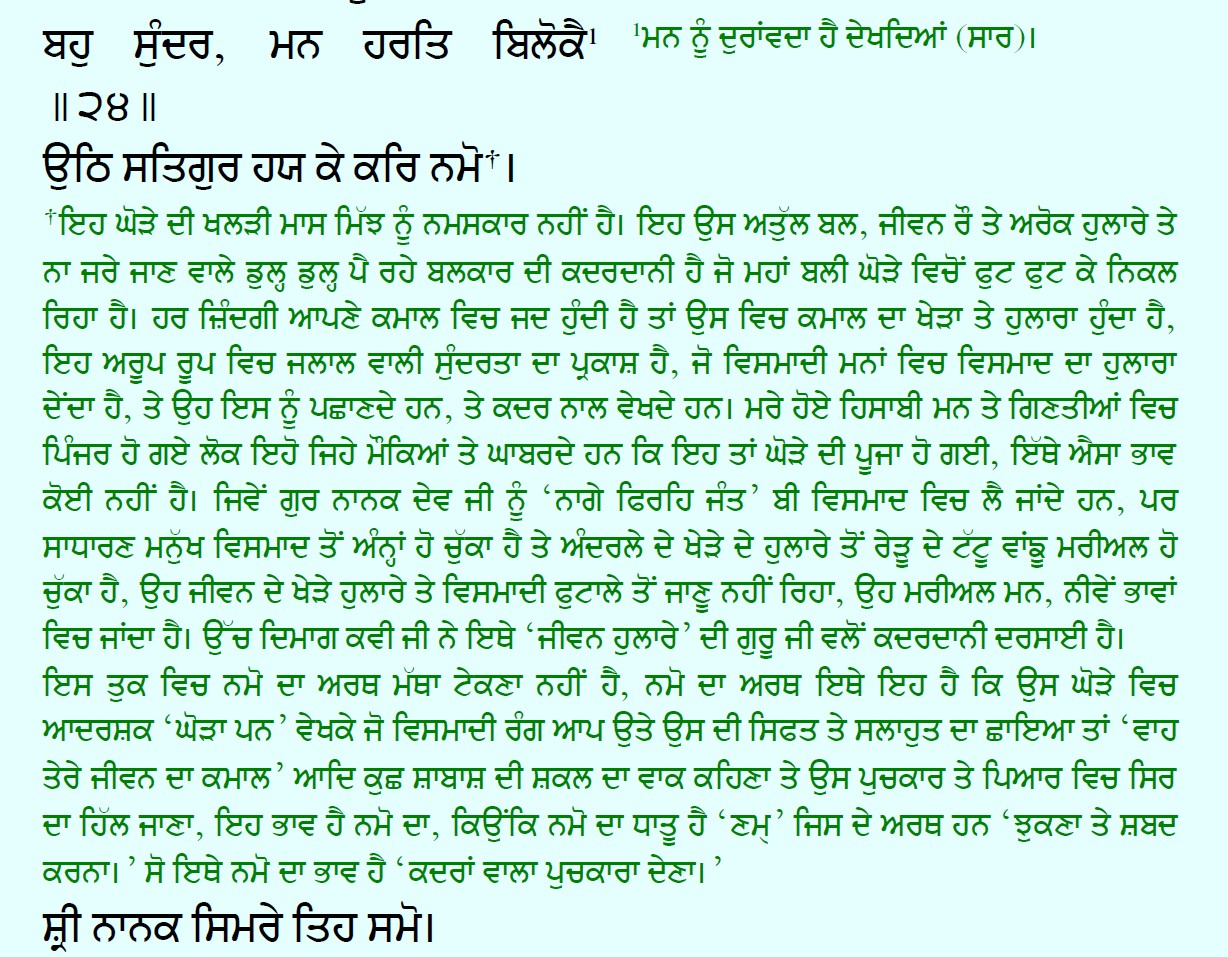 ਬਹੁ ਸੁੰਦਰ, ਮਨ ਹਰਤਿ ਬਿਲੋਕੈ¹ ¹ਮਨ ਨੂੰ ਦੁਰਾਂਵਦਾ ਹੈ ਦੇਖਦਿਆਂ (ਸਾਰ)।
॥੨੪॥
ਉਠਿ ਸਤਿਗੁਰ ਹਯ ਕੇ ਕਰਿ ਨਮੋ†।
†ਇਹ ਘੋੜੇ ਦੀ ਖਲੜੀ ਮਾਸ ਮਿੱਝ ਨੂੰ ਨਮਸਕਾਰ ਨਹੀਂ ਹੈ। ਇਹ ਉਸ ਅਤੁੱਲ ਬਲ, ਜੀਵਨ ਰੌ ਤੇ ਅਰੋਕ ਹੁਲਾਰੇ ਤੇ
ਨਾ ਜਰੇ ਜਾਣ ਵਾਲੇ ਡੁਲ੍ਹ ਡੁਲ੍ਹ ਪੈ ਰਹੇ ਬਲਕਾਰ ਦੀ ਕਦਰਦਾਨੀ ਹੈ ਜੋ ਮਹਾਂ ਬਲੀ ਘੋੜੇ ਵਿਚੋਂ ਫੁਟ ਫੁਟ ਕੇ ਨਿਕਲ
ਰਿਹਾ ਹੈ। ਹਰ ਜ਼ਿੰਦਗੀ ਆਪਣੇ ਕਮਾਲ ਵਿਚ ਜਦ ਹੁੰਦੀ ਹੈ ਤਾਂ ਉਸ ਵਿਚ ਕਮਾਲ ਦਾ ਖੇੜਾ ਤੇ ਹੁਲਾਰਾ ਹੁੰਦਾ ਹੈ,
ਇਹ ਅਰੂਪ ਰੂਪ ਵਿਚ ਜਲਾਲ ਵਾਲੀ ਸੁੰਦਰਤਾ ਦਾ ਪ੍ਰਕਾਸ਼ ਹੈ, ਜੋ ਵਿਸਮਾਦੀ ਮਨਾਂ ਵਿਚ ਵਿਸਮਾਦ ਦਾ ਹੁਲਾਰਾ
ਦੇਂਦਾ ਹੈ, ਤੇ ਉਹ ਇਸ ਨੂੰ ਪਛਾਣਦੇ ਹਨ, ਤੇ ਕਦਰ ਨਾਲ ਵੇਖਦੇ ਹਨ। ਮਰੇ ਹੋਏ ਹਿਸਾਬੀ ਮਨ ਤੇ ਗਿਣਤੀਆਂ ਵਿਚ
ਪਿੰਜਰ ਹੋ ਗਏ ਲੋਕ ਇਹੋ ਜਿਹੇ ਮੌਕਿਆਂ ਤੇ ਘਾਬਰਦੇ ਹਨ ਕਿ ਇਹ ਤਾਂ ਘੋੜੇ ਦੀ ਪੂਜਾ ਹੋ ਗਈ, ਇੱਥੇ ਐਸਾ ਭਾਵ
ਕੋਈ ਨਹੀਂ ਹੈ। ਜਿਵੇਂ ਗੁਰ ਨਾਨਕ ਦੇਵ ਜੀ ਨੂੰ ‘ਨਾਗੇ ਫਿਰਹਿ ਜੰਤ’ ਬੀ ਵਿਸਮਾਦ ਵਿਚ ਲੈ ਜਾਂਦੇ ਹਨ, ਪਰ
ਸਾਧਾਰਣ ਮਨੁੱਖ ਵਿਸਮਾਦ ਤੋਂ ਅੰਨ੍ਹਾਂ ਹੋ ਚੁੱਕਾ ਹੈ ਤੇ ਅੰਦਰਲੇ ਦੇ ਖੇੜੇ ਦੇ ਹੁਲਾਰੇ ਤੋਂ ਰੇੜੂ ਦੇ ਟੱਟੂ ਵਾਂਙੂ ਮਰੀਅਲ ਹੋ
ਚੁੱਕਾ ਹੈ, ਉਹ ਜੀਵਨ ਦੇ ਖੇੜੇ ਹੁਲਾਰੇ ਤੇ ਵਿਸਮਾਦੀ ਫੁਟਾਲੇ ਤੋਂ ਜਾਣੂ ਨਹੀਂ ਰਿਹਾ, ਉਹ ਮਰੀਅਲ ਮਨ, ਨੀਵੇਂ ਭਾਵਾਂ
ਵਿਚ ਜਾਂਦਾ ਹੈ। ਉੱਚ ਦਿਮਾਗ ਕਵੀ ਜੀ ਨੇ ਇਥੇ ‘ਜੀਵਨ ਹੁਲਾਰੇ’ ਦੀ ਗੁਰੂ ਜੀ ਵਲੋਂ ਕਦਰਦਾਨੀ ਦਰਸਾਈ ਹੈ।
ਇਸ ਤੁਕ ਵਿਚ ਨਮੋ ਦਾ ਅਰਥ ਮੱਥਾ ਟੇਕਣਾ ਨਹੀਂ ਹੈ, ਨਮੋ ਦਾ ਅਰਥ ਇਥੇ ਇਹ ਹੈ ਕਿ ਉਸ ਘੋੜੇ ਵਿਚ
ਆਦਰਸ਼ਕ ‘ਘੋੜਾ ਪਨ’ ਵੇਖਕੇ ਜੋ ਵਿਸਮਾਦੀ ਰੰਗ ਆਪ ਉਤੇ ਉਸ ਦੀ ਸਿਫਤ ਤੇ ਸਲਾਹੁਤ ਦਾ ਛਾਇਆ ਤਾਂ ‘ਵਾਹ
ਤੇਰੇ ਜੀਵਨ ਦਾ ਕਮਾਲ’ ਆਦਿ ਕੁਛ ਸ਼ਾਬਾਸ਼ ਦੀ ਸ਼ਕਲ ਦਾ ਵਾਕ ਕਹਿਣਾ ਤੇ ਉਸ ਪੁਚਕਾਰ ਤੇ ਪਿਆਰ ਵਿਚ ਸਿਰ
ਦਾ ਹਿੱਲ ਜਾਣਾ, ਇਹ ਭਾਵ ਹੈ ਨਮੋ ਦਾ, ਕਿਉਂਕਿ ਨਮੋ ਦਾ ਧਾਤੂ ਹੈ ‘ਣਮ੍’ ਜਿਸ ਦੇ ਅਰਥ ਹਨ ‘ਝੁਕਣਾ ਤੇ ਸ਼ਬਦ
ਕਰਨਾ।’ ਸੋ ਇਥੇ ਨਮੋ ਦਾ ਭਾਵ ਹੈ ‘ਕਦਰਾਂ ਵਾਲਾ ਪੁਚਕਾਰਾ ਦੇਣਾ।’
ਸ਼੍ਰੀ ਨਾਨਕ ਸਿਮਰੇ ਤਿਹ ਸਮੋ।